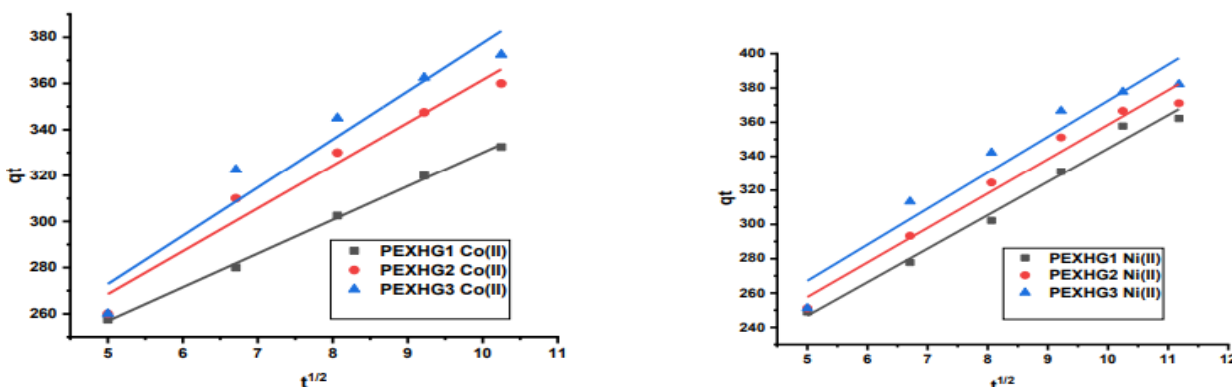 380
360
340
320
300
280
260
qt
5 6 7 8 9 10 11
t1/2
PEXHG1 Co(II)
PEXHG2 Co(II)
PEXHG3 Co(II)
400
380
360
340
320
300
280
260
240
qt
5 6 7 8 9 10 11 12
t1/2
PEXHG1 Ni(II)
PEXHG2 Ni(II)
PEXHG3 Ni(II)